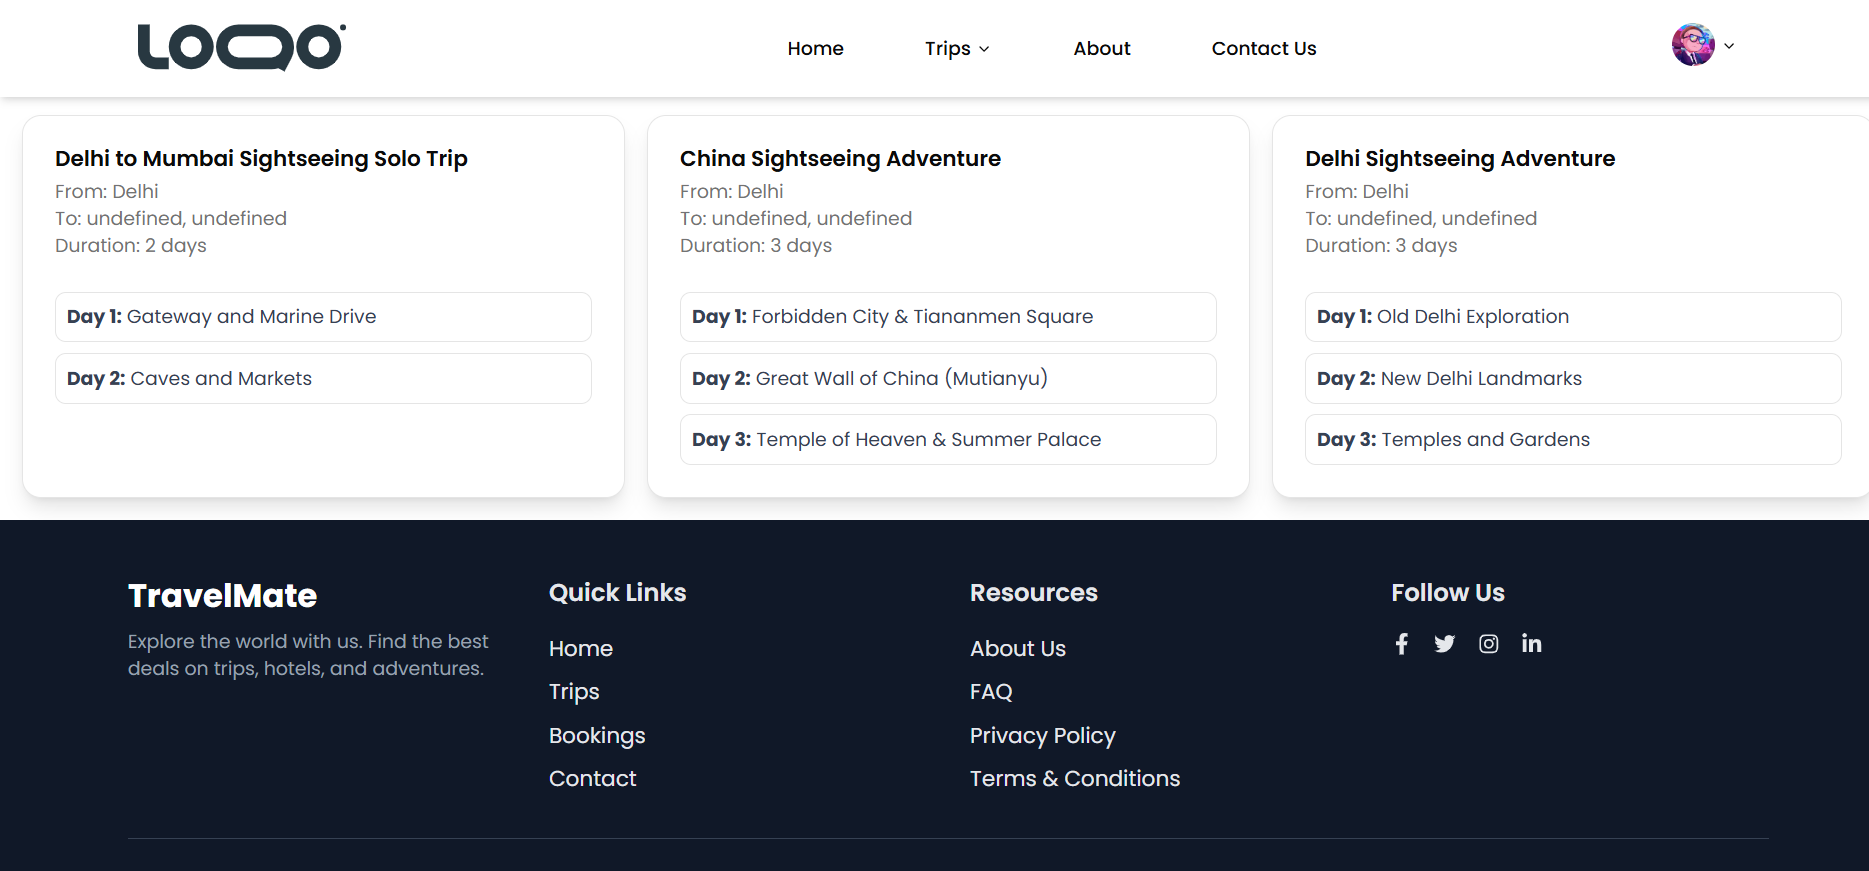 LOQO
Home
Trips
About
Contact Us
Delhi to Mumbai Sightseeing Solo Trip
From: Delhi
To: undefined, undefined
Duration: 2 days
Day 1: Gateway and Marine Drive
Day 2: Caves and Markets
China Sightseeing Adventure
From: Delhi
To: undefined, undefined
Duration: 3 days
Day 1: Forbidden City & Tiananmen Square
Day 2: Great Wall of China (Mutianyu)
Day 3: Temple of Heaven & Summer Palace
Delhi Sightseeing Adventure
From: Delhi
To: undefined, undefined
Duration: 3 days
Day 1: Old Delhi Exploration
Day 2: New Delhi Landmarks
Day 3: Temples and Gardens
TravelMate
Explore the world with us. Find the best
deals on trips, hotels, and adventures.
Quick Links
Home
Trips
Bookings
Contact
Resources
About Us
FAQ
Privacy Policy
Terms & Conditions
Follow Us